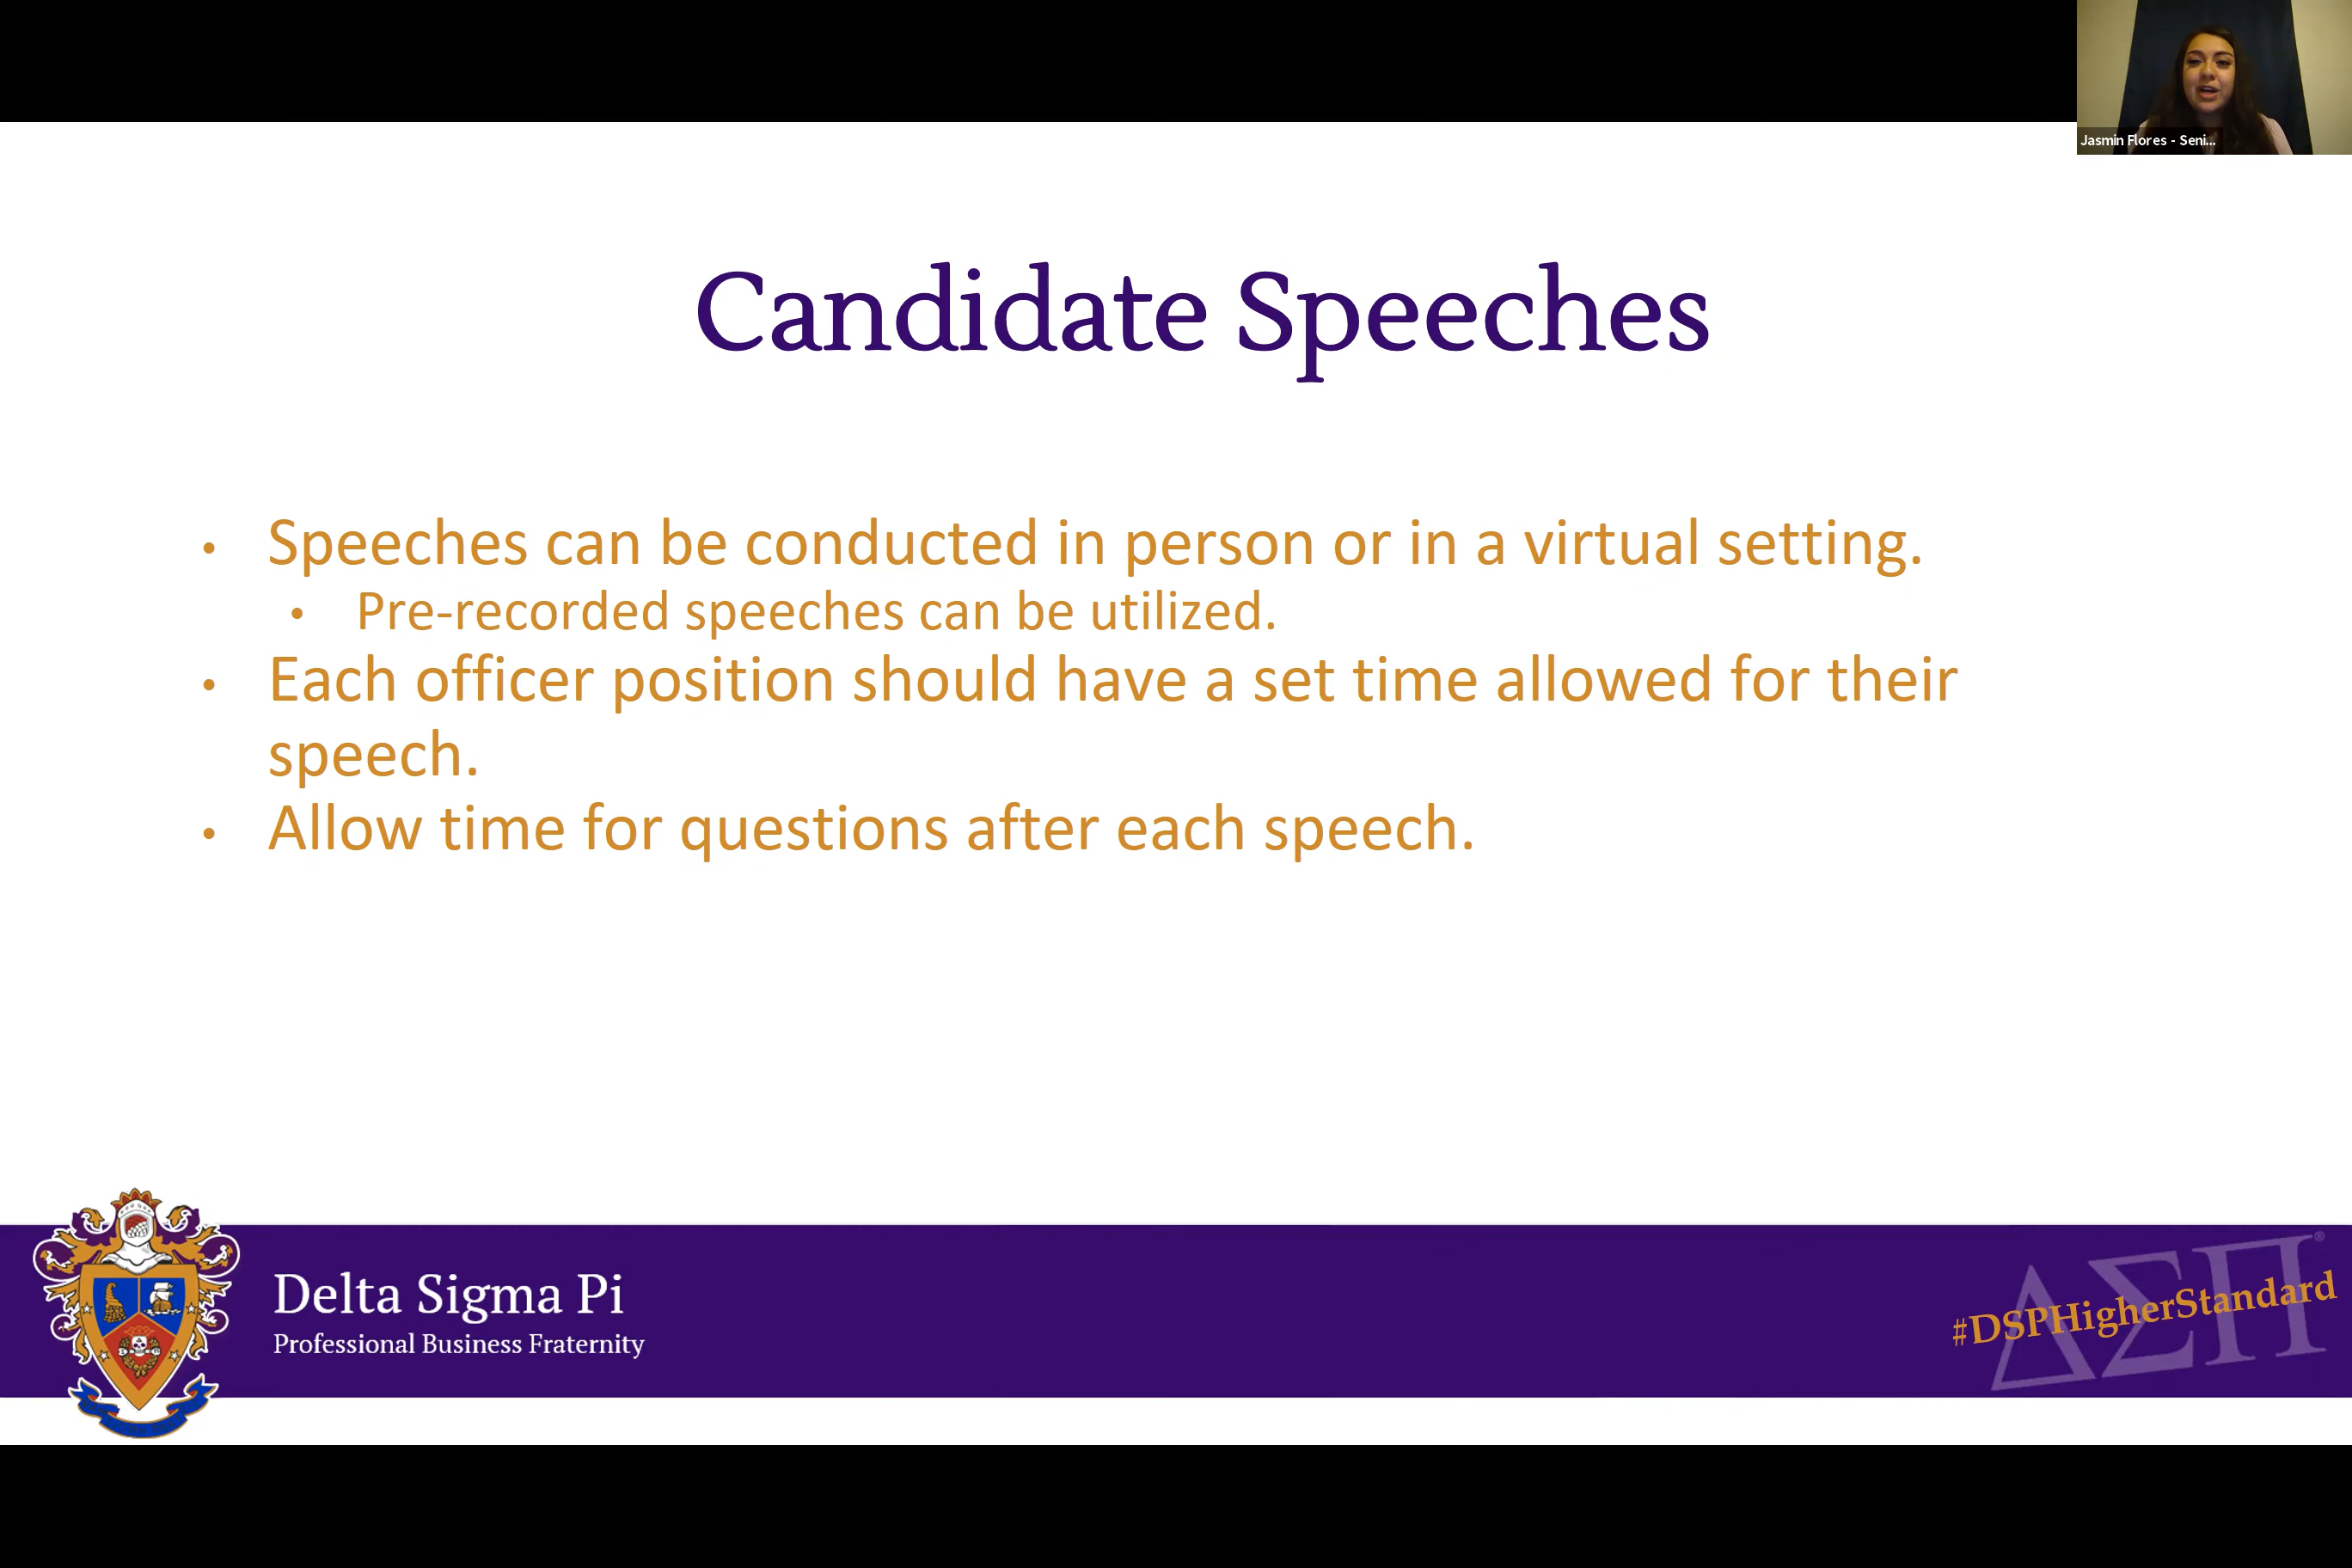 Jasmin Flores - Seni...
Candidate Speeches
• Speeches can be conducted in person or in a virtual setting.
• Pre-recorded speeches can be utilized.
• Each officer position should have a set time allowed for their
speech.
• Allow time for questions after each speech.
Delta Sigma Pi
Professional Business Fraternity
ΔΣΠ®
#DSPHigherStandard